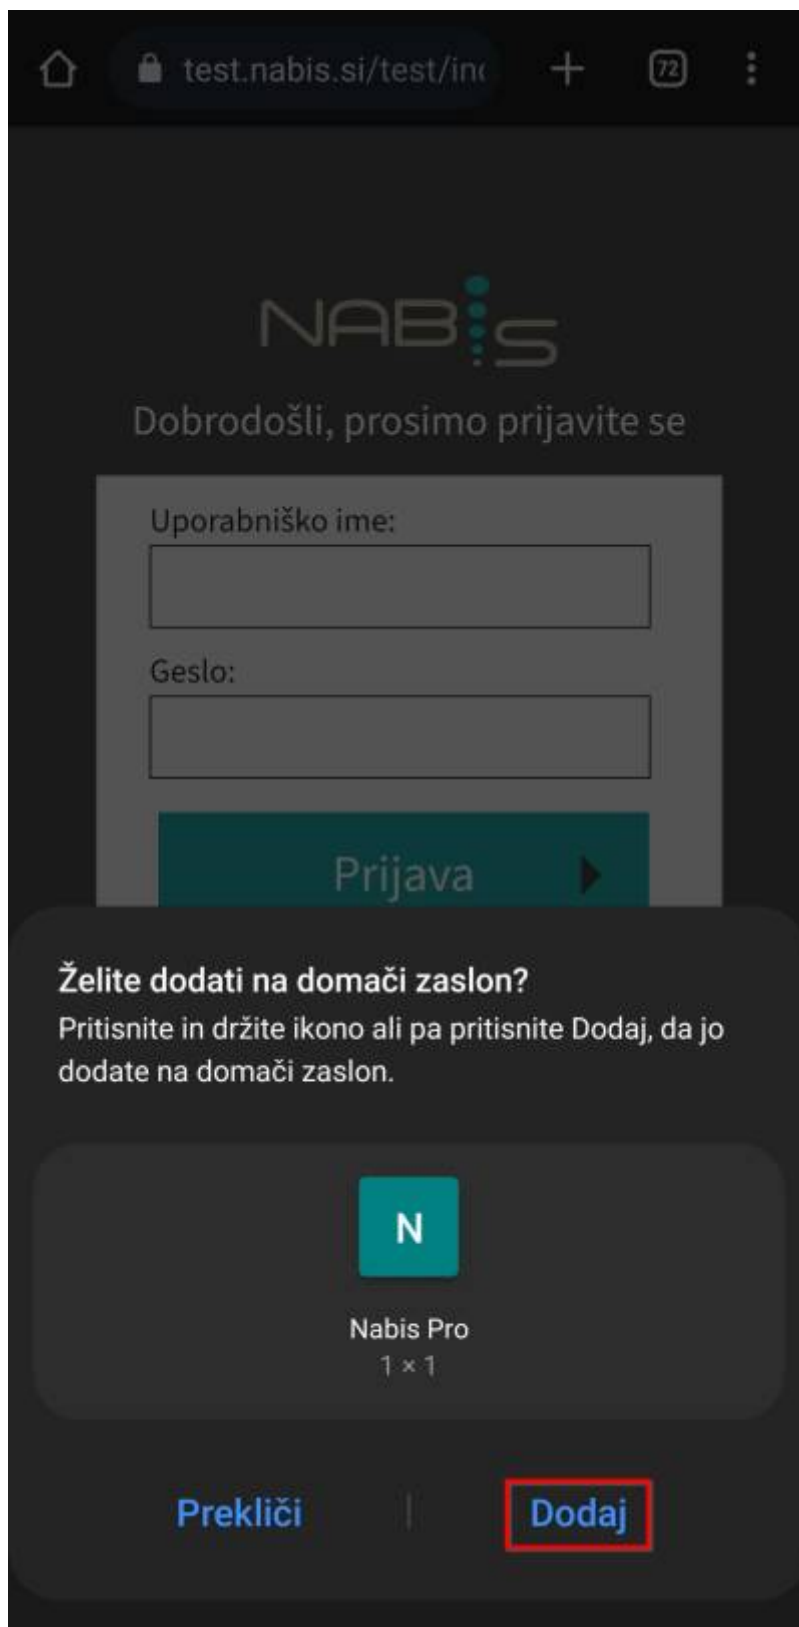 test.nabis.si/test/in
72
NABIS
Dobrodošli, prosimo prijavite se
Uporabniško ime:
Geslo:
Prijava
Želite dodati na domači zaslon?
Pritisnite in držite ikono ali pa pritisnite Dodaj, da jo
dodate na domači zaslon.
N
Nabis Pro
1 × 1
Prekliči | Dodaj